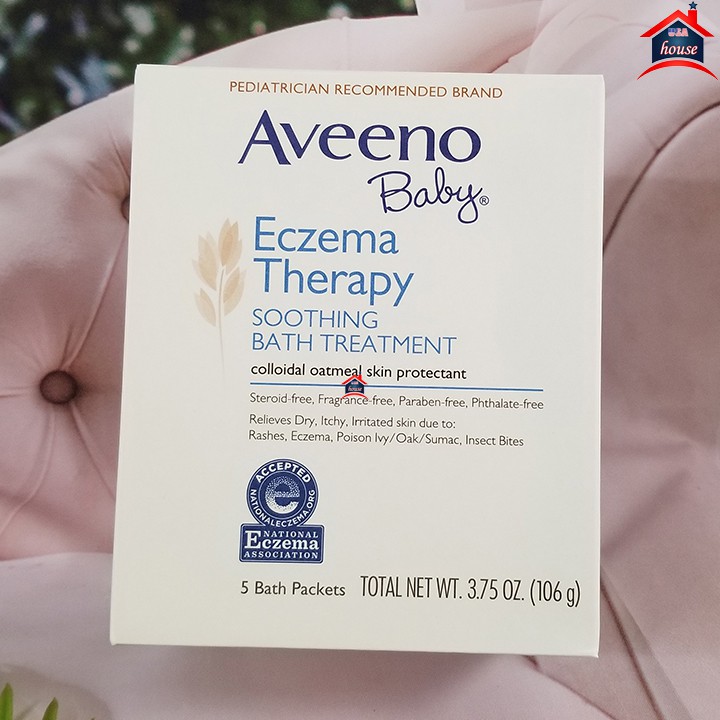 USA
house
PEDIATRICIAN RECOMMENDED BRAND
Aveeno
Baby®
Eczema
Therapy
SOOTHING
BATH TREATMENT
colloidal oatmeal skin protectant
house
Steroid-free, Fragrance-free, Paraben-free, Phthalate-free
Relieves Dry, Itchy, Irritated skin due to:
Rashes, Eczema, Poison Ivy/Oak/Sumac, Insect Bites
ACCEPTED
NATIONALECZEMA.ORG
NATIONAL
Eczema
ASSOCIATION
5 Bath Packets TOTAL NET WT. 3.75 OZ. (106 g)